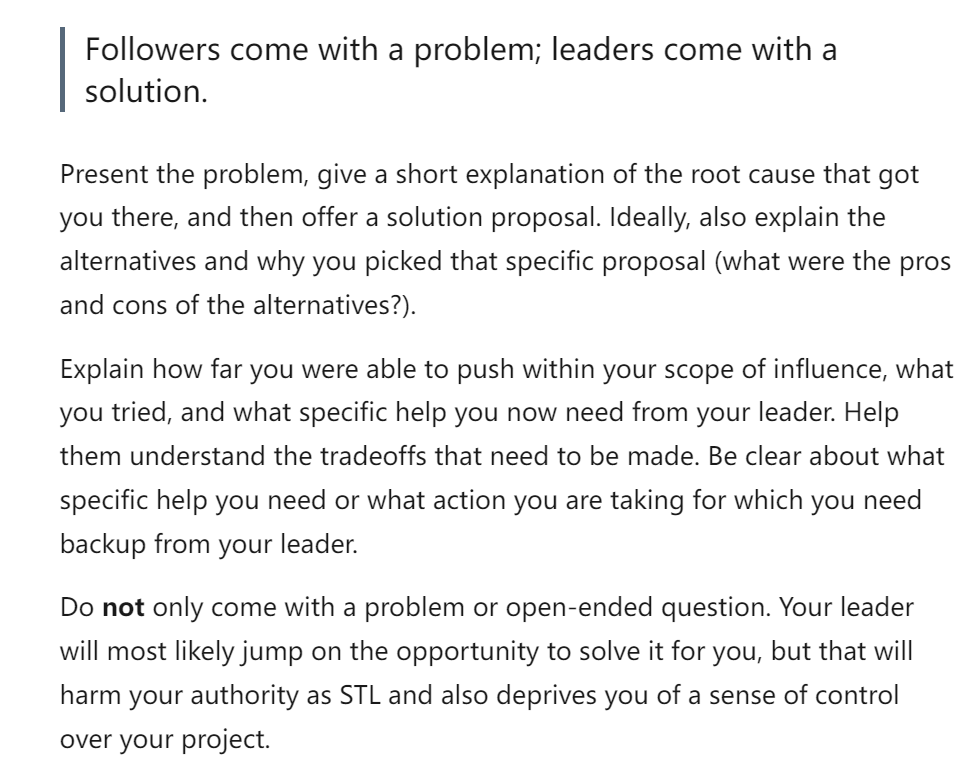 Followers come with a problem; leaders come with a
solution.
Present the problem, give a short explanation of the root cause that got
you there, and then offer a solution proposal. Ideally, also explain the
alternatives and why you picked that specific proposal (what were the pros
and cons of the alternatives?).
Explain how far you were able to push within your scope of influence, what
you tried, and what specific help you now need from your leader. Help
them understand the tradeoffs that need to be made. Be clear about what
specific help you need or what action you are taking for which you need
backup from your leader.
Do not only come with a problem or open-ended question. Your leader
will most likely jump on the opportunity to solve it for you, but that will
harm your authority as STL and also deprives you of a sense of control
over your project.